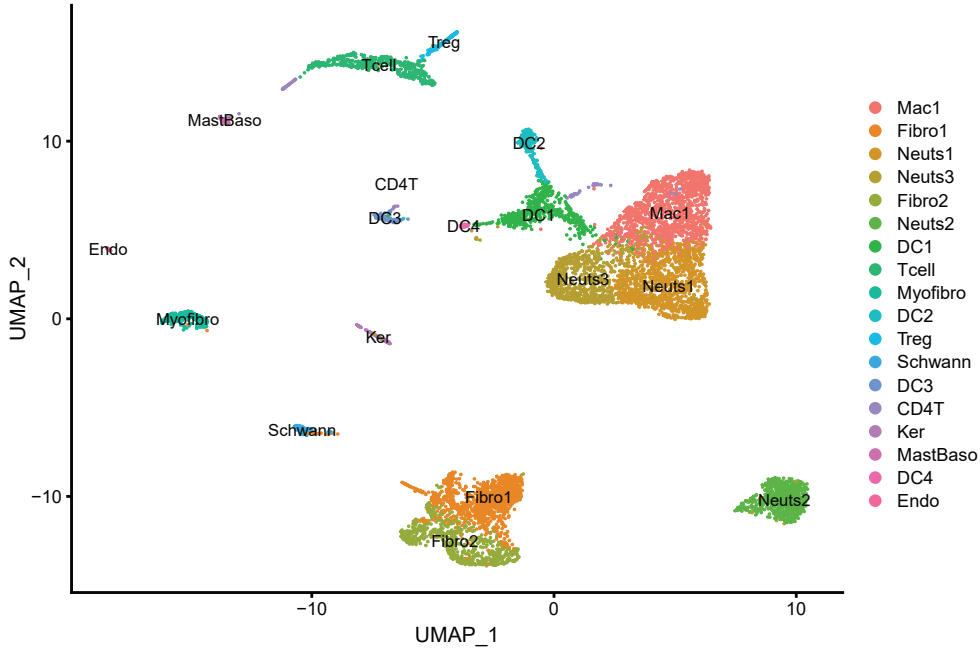 Treg
Tcell
MastBaso
DC2
CD4T
DC3
DC4
DC1
Mac1
Endo
Neuts3
Neuts1
Myofibro
Ker
Schwann
Fibro1
Fibro2
Neuts2
10
0
−10
UMAP_2
−10
0
10
UMAP_1
Mac1
Fibro1
Neuts1
Neuts3
Fibro2
Neuts2
DC1
Tcell
Myofibro
DC2
Treg
Schwann
DC3
CD4T
Ker
MastBaso
DC4
Endo